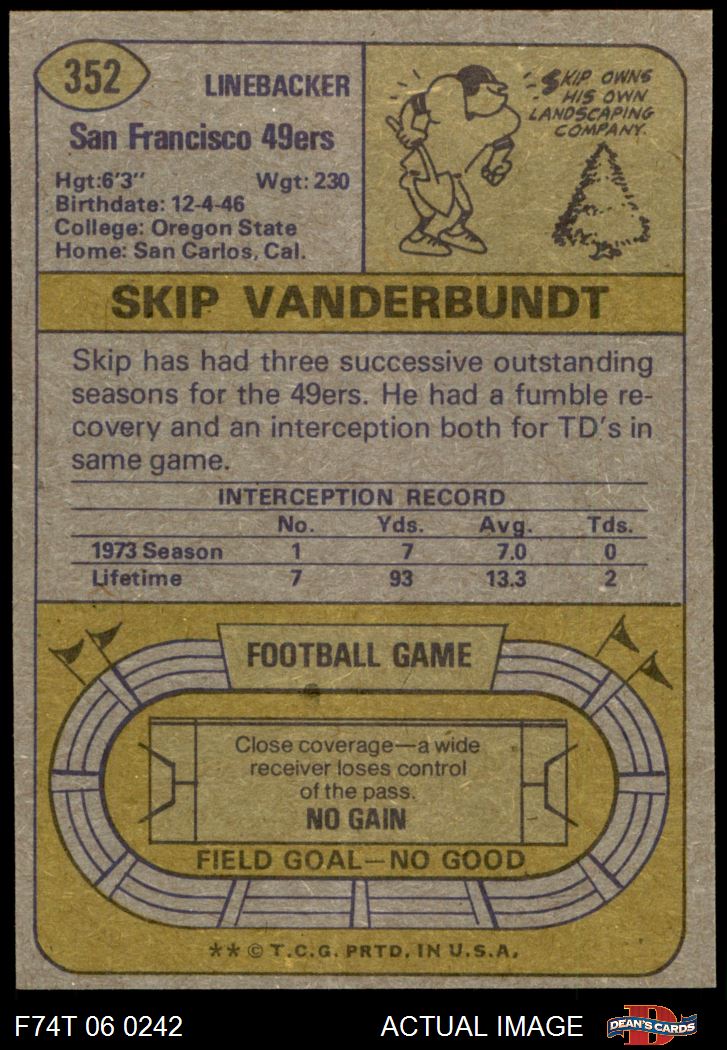 352
LINEBACKER
San Francisco 49ers
Hgt:6'3" Wgt: 230
Birthdate: 12-4-46
College: Oregon State
Home: San Carlos, Cal.
SKIP OWNS
HIS OWN
LANDSCAPING
COMPANY.
SKIP VANDERBUNDT
Skip has had three successive outstanding
seasons for the 49ers. He had a fumble re-
covery and an interception both for TD's in
same game.
INTERCEPTION RECORD
No. Yds. Avg. Tds.
1973 Season 1 7 7.0 0
Lifetime 7 93 13.3 2
FOOTBALL GAME
Close coverage—a wide
receiver loses control
of the pass.
NO GAIN
FIELD GOAL—NO GOOD
** © T.C.G. PRTD. IN U.S.A.
F74T 06 0242 ACTUAL IMAGE DEAN'S CARDS